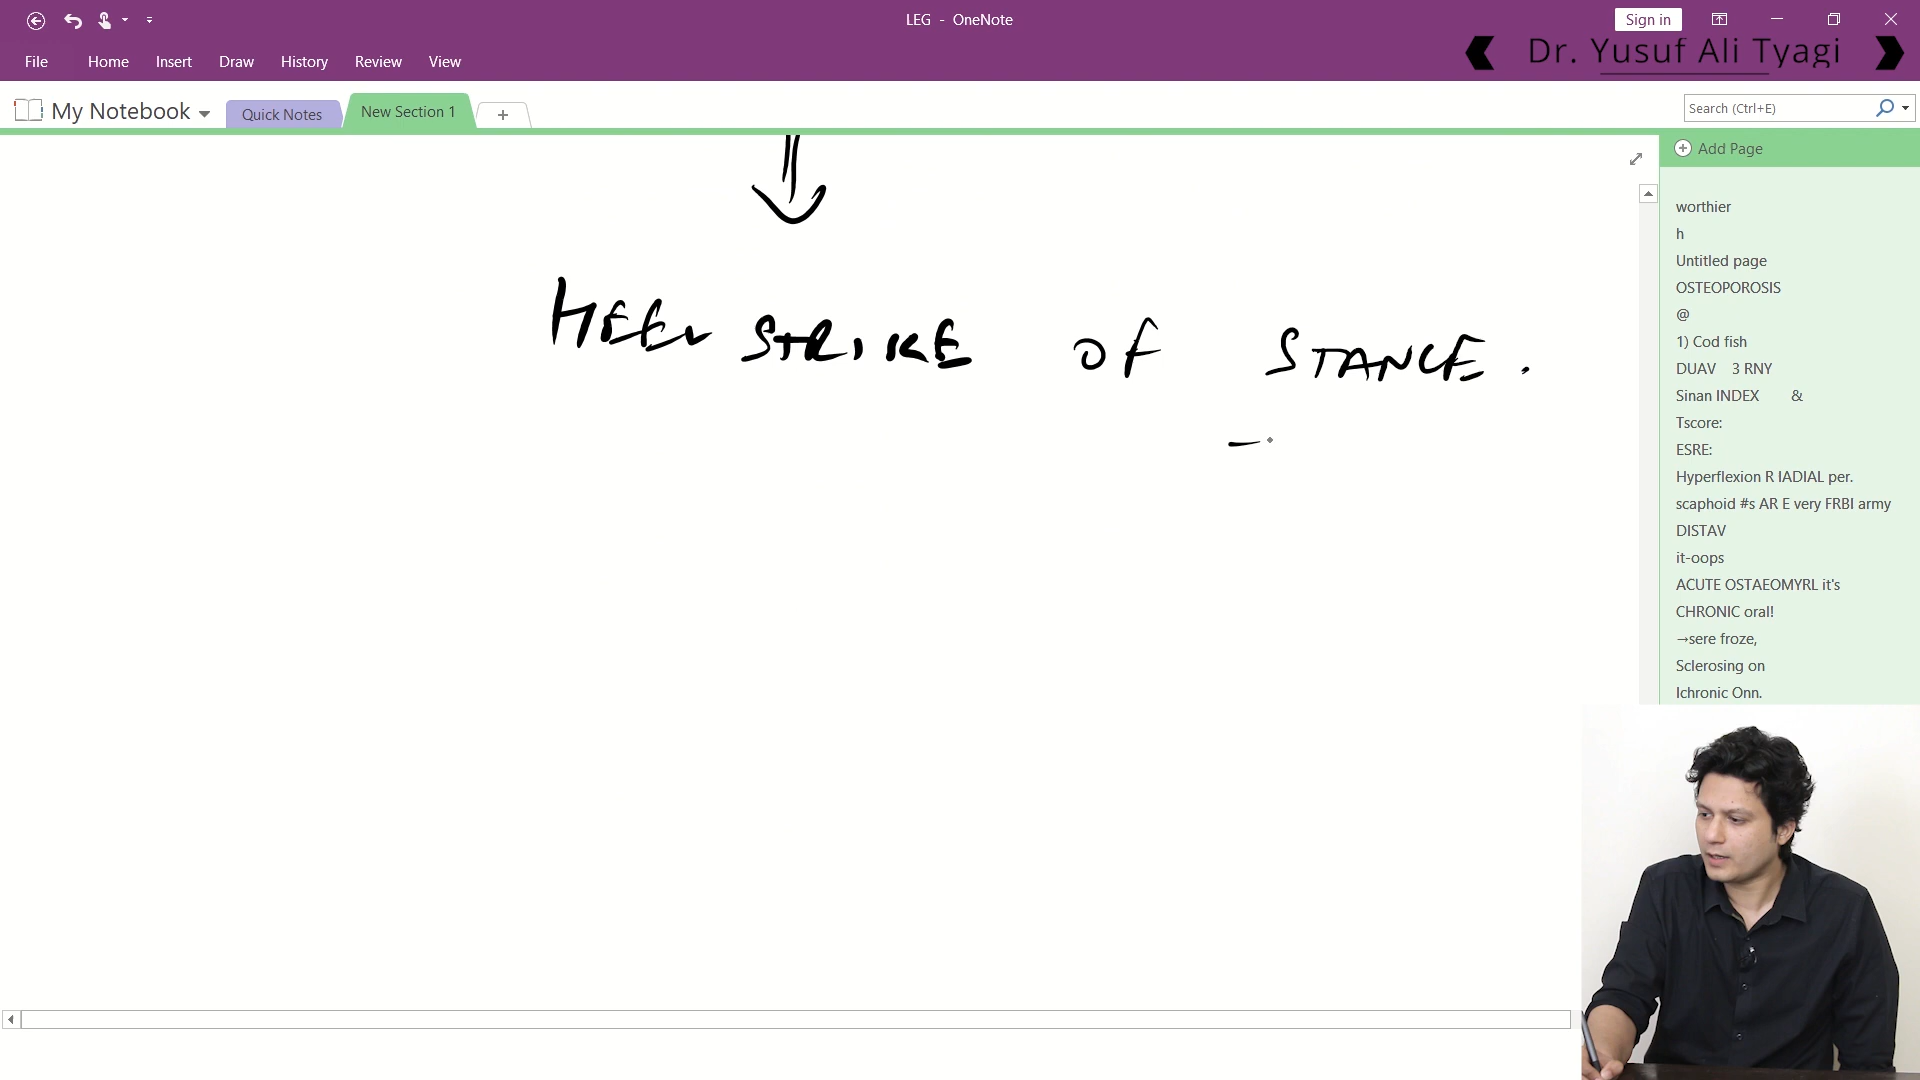 LEG - OneNote
Sign in
File Home Insert Draw History Review View
Dr. Yusuf Ali Tyagi
My Notebook Quick Notes New Section 1 +
Search (Ctrl+E)
Add Page
HEEL STRIKE OF STANCE.
worthier
h
Untitled page
OSTEOPOROSIS
@
1) Cod fish
DUAV 3 RNY
Sinan INDEX &
Tscore:
ESRE:
Hyperflexion R IADIAL per.
scaphoid #s AR E very FRBI army
DISTAV
it-oops
ACUTE OSTAEOMYRL it's
CHRONIC oral!
→sere froze,
Sclerosing on
Ichronic Onn.